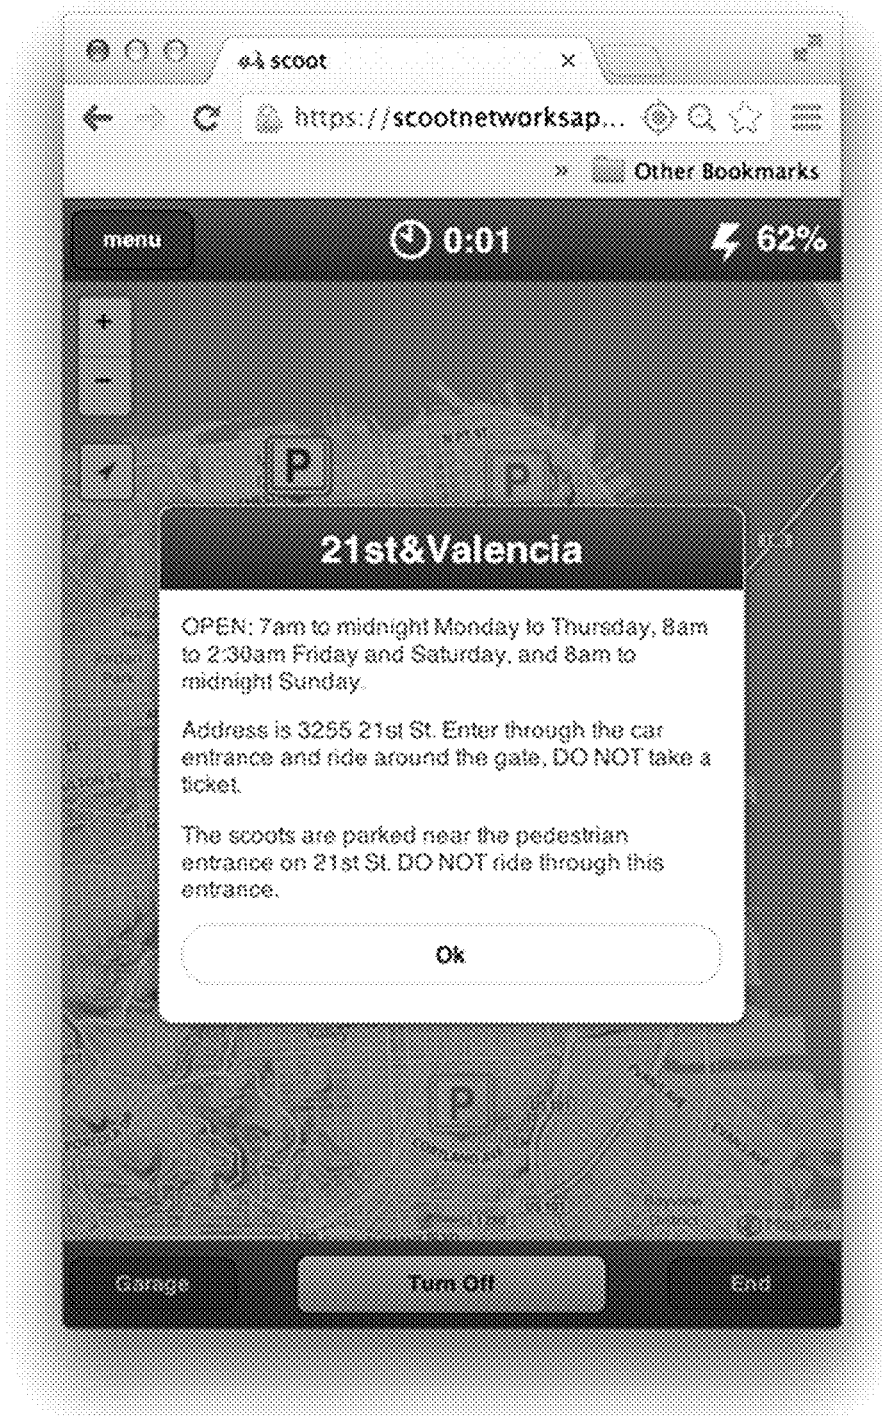 scoot ×
https://scootnetworksap...
» Other Bookmarks
menu 0:01 62%
+
−
P
P
21st&Valencia
OPEN: 7am to midnight Monday to Thursday, 8am
to 2:30am Friday and Saturday, and 8am to
midnight Sunday.
Address is 3255 21st St. Enter through the car
entrance and ride around the gate, DO NOT take a
ticket.
The scoots are parked near the pedestrian
entrance on 21st St. DO NOT ride through this
entrance.
Ok
P
Garage Turn Off End